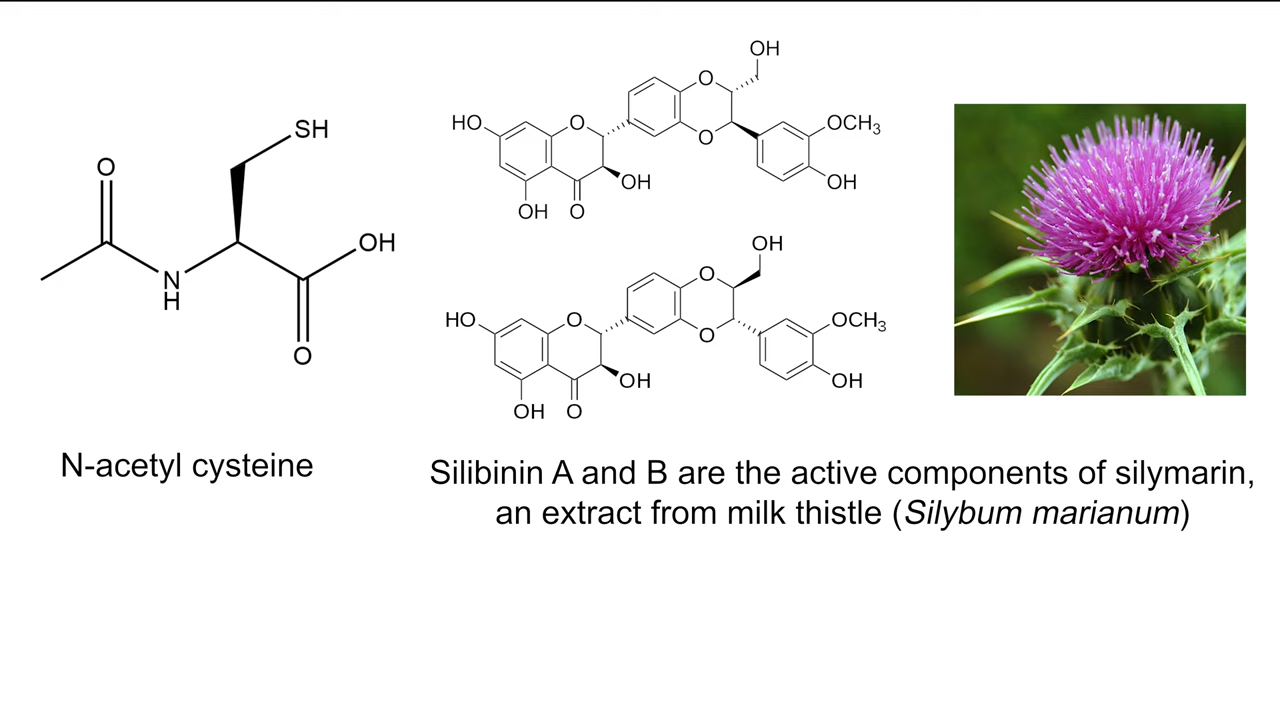 SH
O
N
H
OH
O
N-acetyl cysteine
OH
O
O
OCH3
OH
HO
O
OH
OH
O
OH
O
O
OCH3
OH
HO
O
OH
OH
O
Silibinin A and B are the active components of silymarin,
an extract from milk thistle (Silybum marianum)